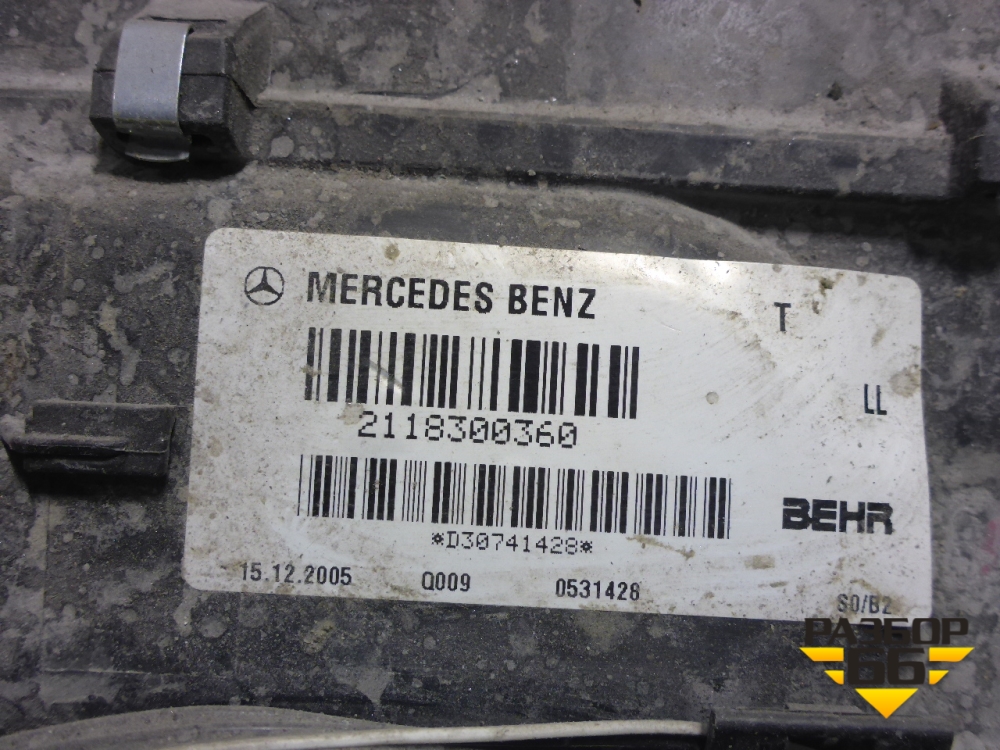 MERCEDES BENZ
T
2118300360
LL
BEHR
*D30741428*
15.12.2005 Q009 0531428
S0/B2
РАЗБОР
66